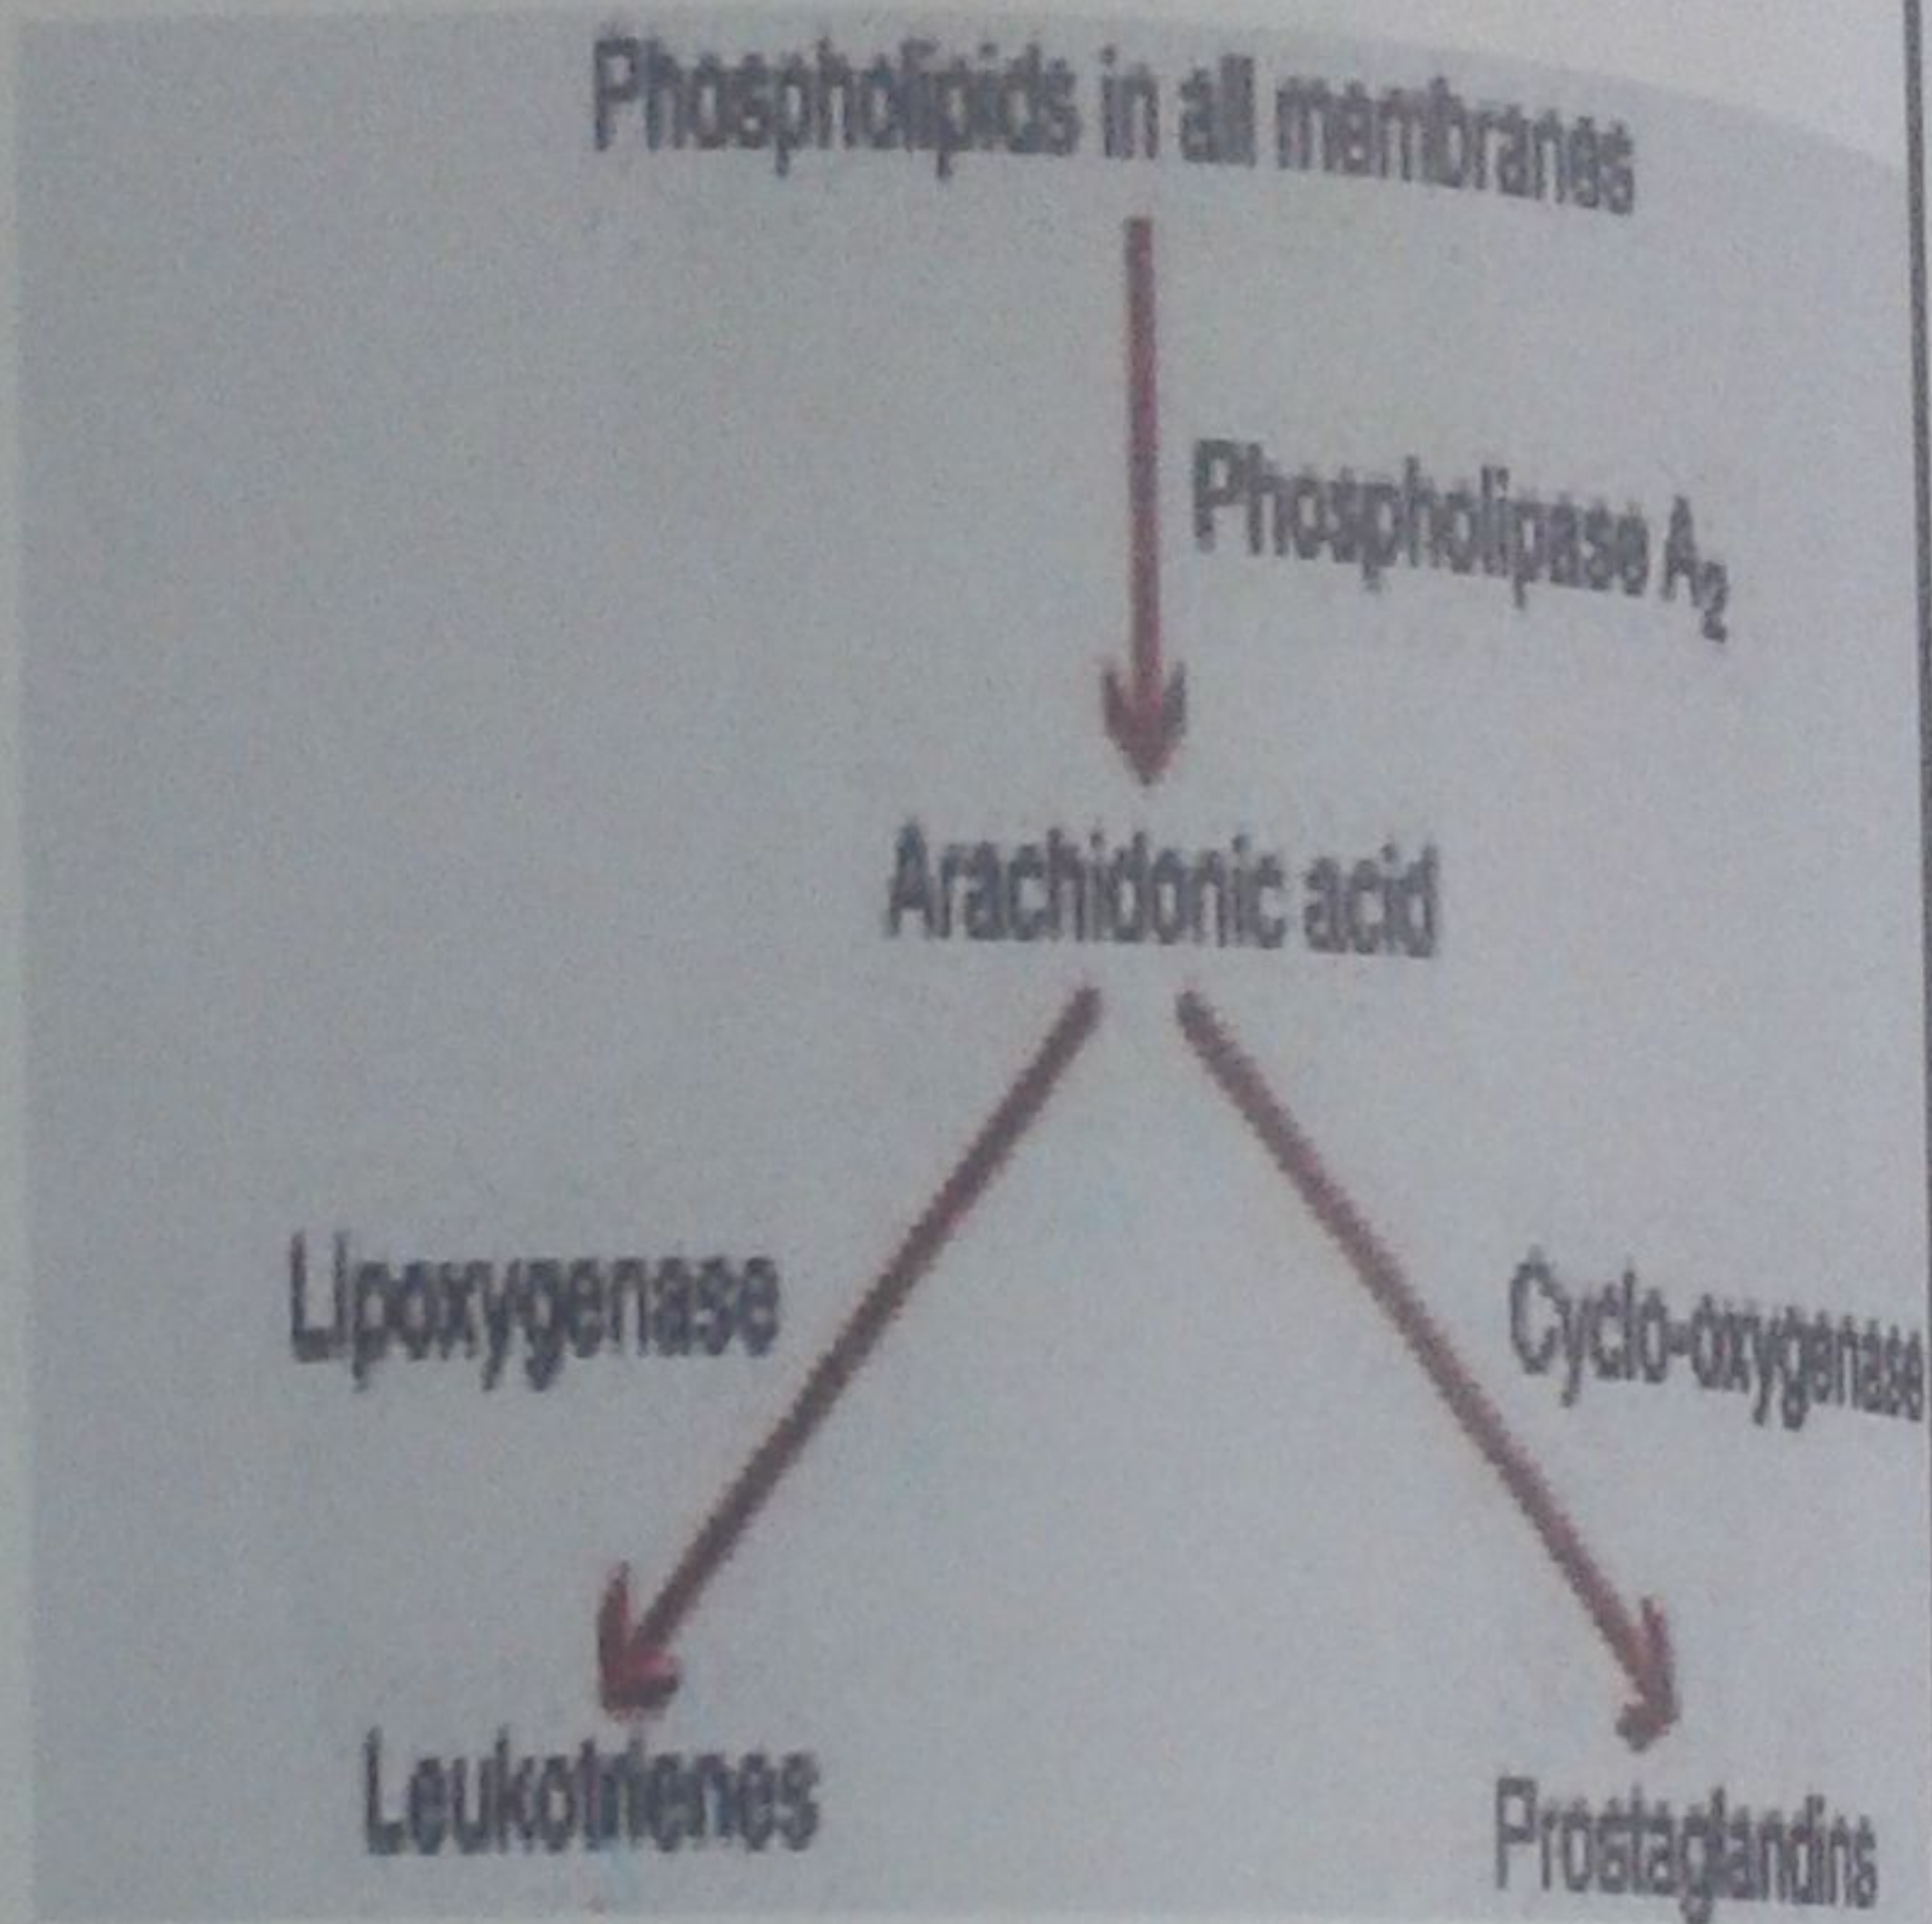 Phospholipids in all membranes
Phospholipase A₂
Arachidonic acid
Lipoxygenase
Cyclo-oxygenase
Leukotrienes
Prostaglandins